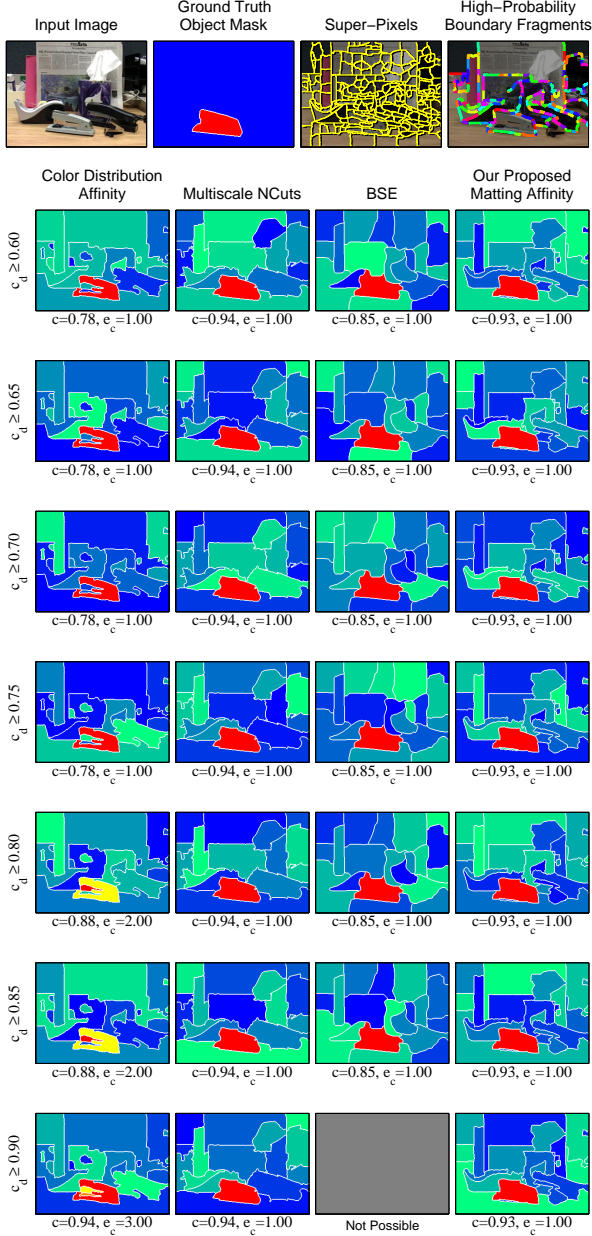 Input Image
Ground Truth
Object Mask
Super−Pixels
High−Probability
Boundary Fragments
Color Distribution
Affinity
Multiscale NCuts
BSE
Our Proposed
Matting Affinity
c_d ≥ 0.60
c=0.78, e_c=1.00
c=0.94, e_c=1.00
c=0.85, e_c=1.00
c=0.93, e_c=1.00
c_d ≥ 0.65
c=0.78, e_c=1.00
c=0.94, e_c=1.00
c=0.85, e_c=1.00
c=0.93, e_c=1.00
c_d ≥ 0.70
c=0.78, e_c=1.00
c=0.94, e_c=1.00
c=0.85, e_c=1.00
c=0.93, e_c=1.00
c_d ≥ 0.75
c=0.78, e_c=1.00
c=0.94, e_c=1.00
c=0.85, e_c=1.00
c=0.93, e_c=1.00
c_d ≥ 0.80
c=0.88, e_c=2.00
c=0.94, e_c=1.00
c=0.85, e_c=1.00
c=0.93, e_c=1.00
c_d ≥ 0.85
c=0.88, e_c=2.00
c=0.94, e_c=1.00
c=0.85, e_c=1.00
c=0.93, e_c=1.00
c_d ≥ 0.90
c=0.94, e_c=3.00
c=0.94, e_c=1.00
Not Possible
c=0.93, e_c=1.00